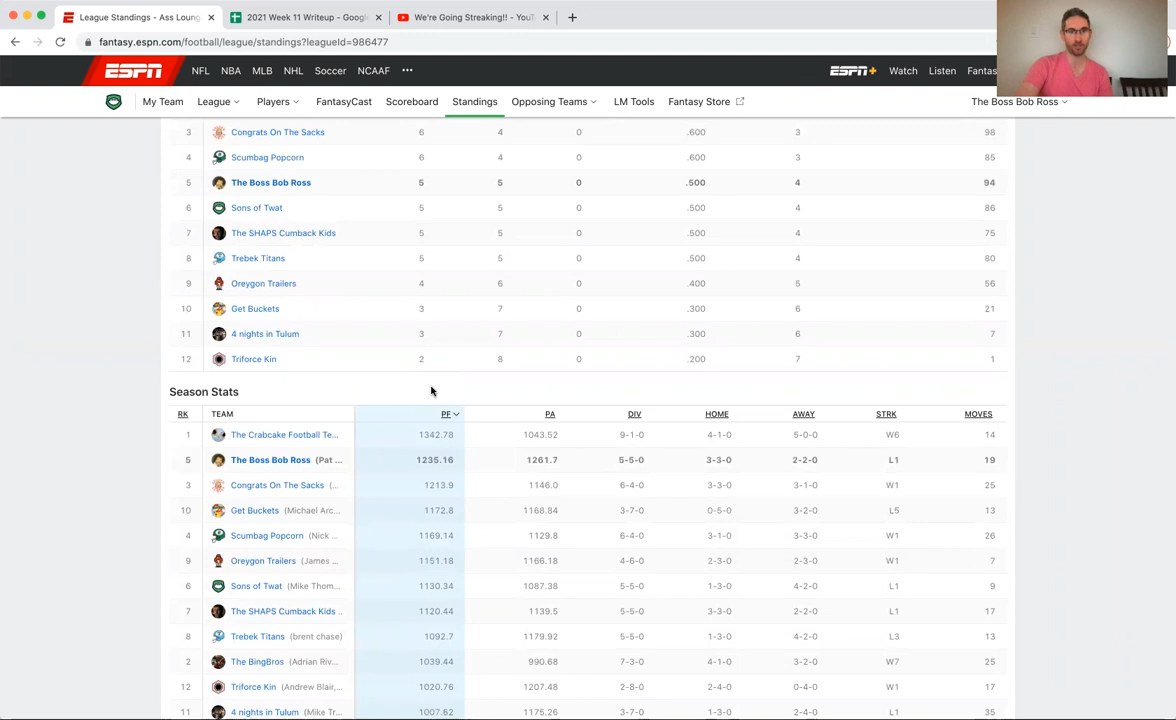 League Standings - Ass Loung
2021 Week 11 Writeup - Google
We're Going Streaking!! - YouT
fantasy.espn.com/football/league/standings?leagueId=986477
ESPN NFL NBA MLB NHL Soccer NCAAF ESPN+ Watch Listen Fantas
My Team League Players FantasyCast Scoreboard Standings Opposing Teams LM Tools Fantasy Store The Boss Bob Ross
3 Congrats On The Sacks 6 4 0 .600 3 98
4 Scumbag Popcorn 6 4 0 .600 3 85
5 The Boss Bob Ross 5 5 0 .500 4 94
6 Sons of Twat 5 5 0 .500 4 86
7 The SHAPS Cumback Kids 5 5 0 .500 4 75
8 Trebek Titans 5 5 0 .500 4 80
9 Oreygon Trailers 4 6 0 .400 5 56
10 Get Buckets 3 7 0 .300 6 21
11 4 nights in Tulum 3 7 0 .300 6 7
12 Triforce Kin 2 8 0 .200 7 1
Season Stats
RK TEAM PF PA DIV HOME AWAY STRK MOVES
1 The Crabcake Football Te... 1342.78 1043.52 9-1-0 4-1-0 5-0-0 W6 14
5 The Boss Bob Ross (Pat ... 1235.16 1261.7 5-5-0 3-3-0 2-2-0 L1 19
3 Congrats On The Sacks (... 1213.9 1146.0 6-4-0 3-3-0 3-1-0 W1 25
10 Get Buckets (Michael Arc... 1172.8 1168.84 3-7-0 0-5-0 3-2-0 L5 13
4 Scumbag Popcorn (Nick ... 1169.14 1129.8 6-4-0 3-1-0 3-3-0 W1 26
9 Oreygon Trailers (James ... 1151.18 1166.18 4-6-0 2-3-0 2-3-0 W1 7
6 Sons of Twat (Mike Thom... 1130.34 1087.38 5-5-0 1-3-0 4-2-0 L1 9
7 The SHAPS Cumback Kids .. 1120.44 1139.5 5-5-0 3-3-0 2-2-0 L1 17
8 Trebek Titans (brent chase) 1092.7 1179.92 5-5-0 1-3-0 4-2-0 L3 13
2 The BingBros (Adrian Riv... 1039.44 990.68 7-3-0 4-1-0 3-2-0 W7 25
12 Triforce Kin (Andrew Blair,... 1020.76 1207.48 2-8-0 2-4-0 0-4-0 W1 17
11 4 nights in Tulum (Mike Tr... 1007.62 1175.26 3-7-0 1-3-0 2-4-0 L1 35